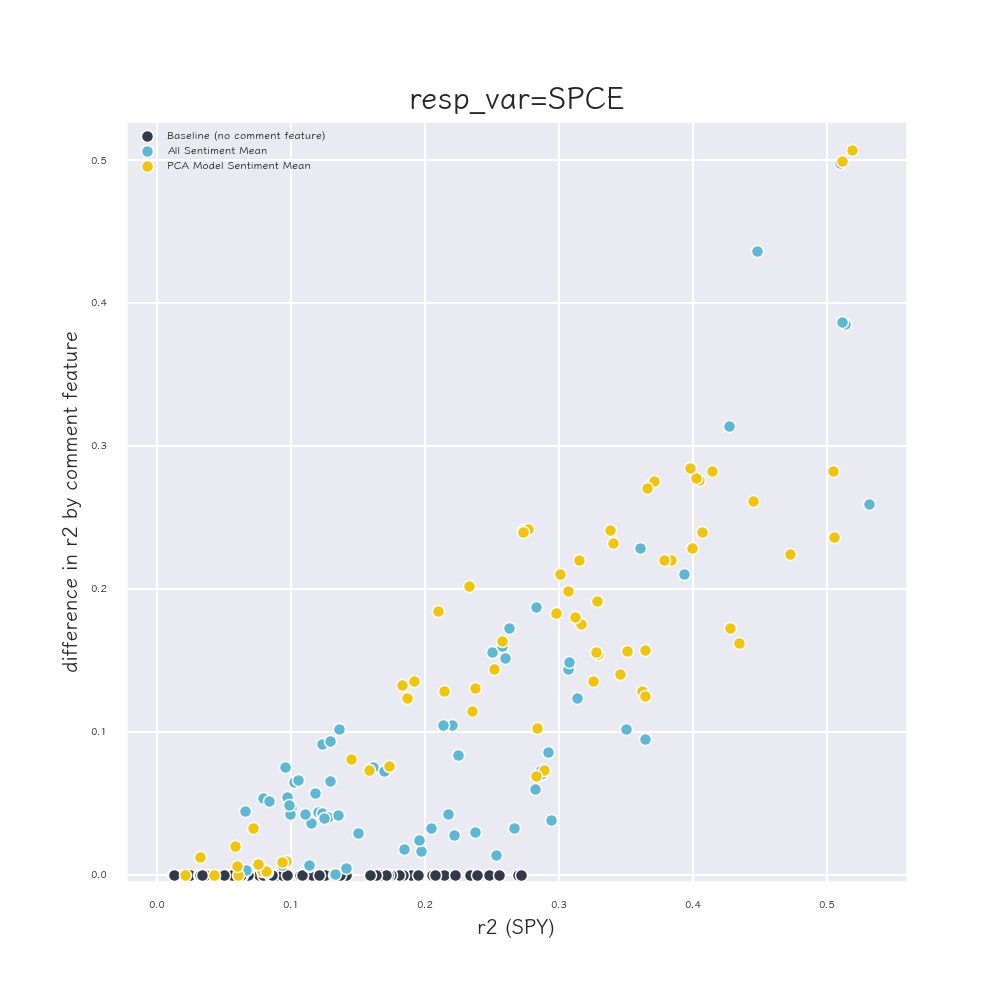 resp_var=SPCE
Baseline (no comment feature)
All Sentiment Mean
PCA Model Sentiment Mean
difference in r2 by comment feature
0.5
0.4
0.3
0.2
0.1
0.0
0.0 0.1 0.2 0.3 0.4 0.5
r2 (SPY)